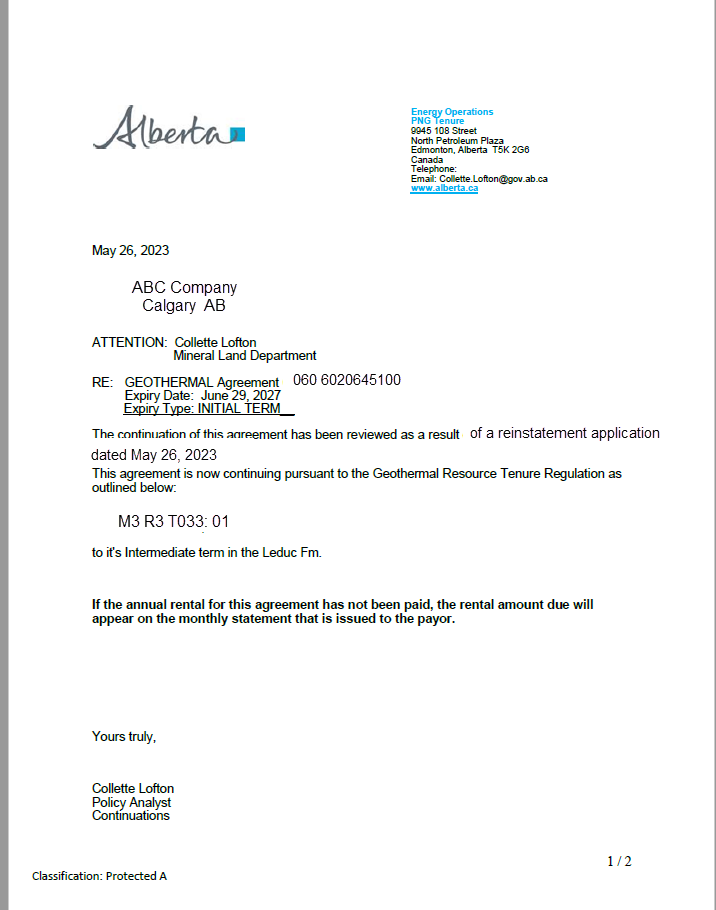 Alberta
Energy Operations
PNG Tenure
9945 108 Street
North Petroleum Plaza
Edmonton, Alberta T5K 2G6
Canada
Telephone:
Email: Collette.Lofton@gov.ab.ca
www.alberta.ca
May 26, 2023
ABC Company
Calgary AB
ATTENTION: Collette Lofton
Mineral Land Department
RE: GEOTHERMAL Agreement 060 6020645100
Expiry Date: June 29, 2027
Expiry Type: INITIAL TERM__
The continuation of this agreement has been reviewed as a result of a reinstatement application
dated May 26, 2023
This agreement is now continuing pursuant to the Geothermal Resource Tenure Regulation as
outlined below:
M3 R3 T033: 01
to it's Intermediate term in the Leduc Fm.
If the annual rental for this agreement has not been paid, the rental amount due will
appear on the monthly statement that is issued to the payor.
Yours truly,
Collette Lofton
Policy Analyst
Continuations
1 / 2
Classification: Protected A